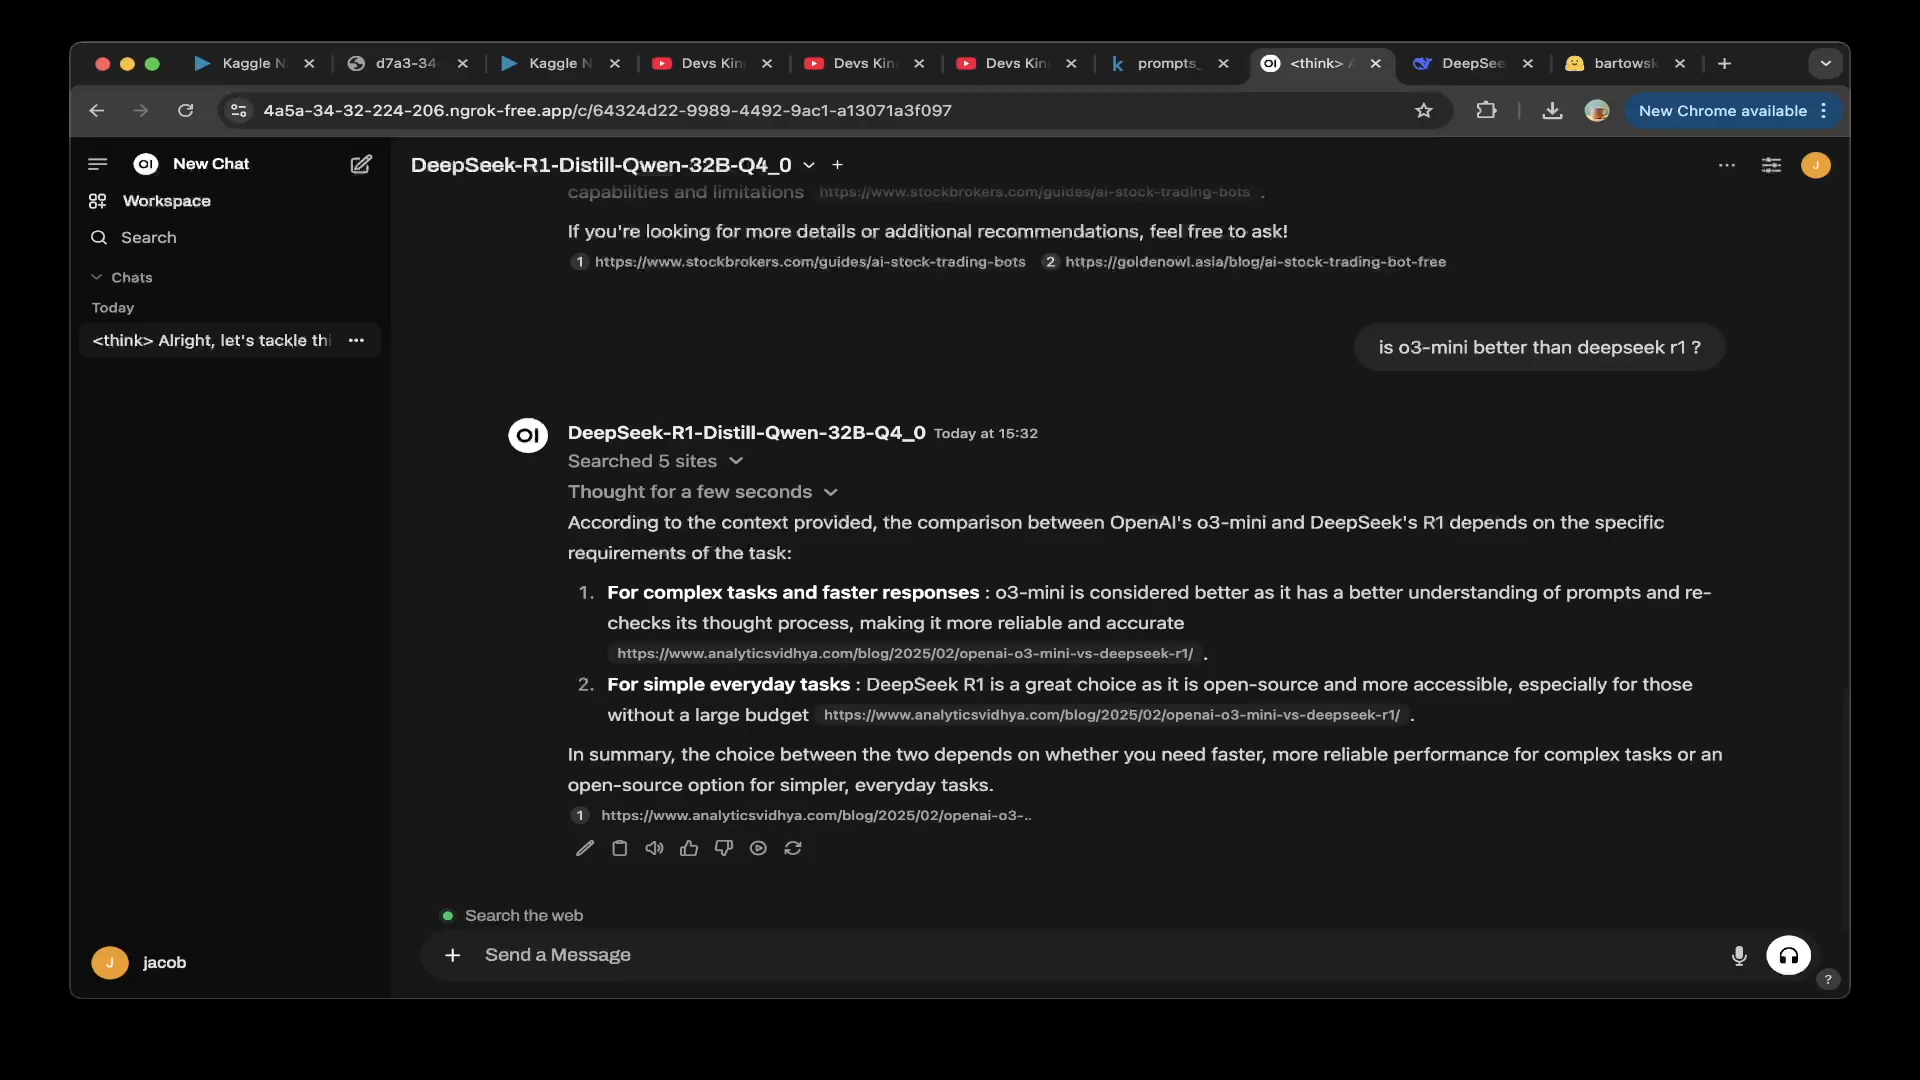 Kaggle N
d7a3-34
Kaggle N
Devs Kin
Devs Kin
Devs Kin
k prompts_
OI <think> A
DeepSee
bartowsk
4a5a-34-32-224-206.ngrok-free.app/c/64324d22-9989-4492-9ac1-a13071a3f097
New Chrome available
OI New Chat
Workspace
Search
Chats
Today
<think> Alright, let's tackle thi
J jacob
DeepSeek-R1-Distill-Qwen-32B-Q4_0
J
capabilities and limitations https://www.stockbrokers.com/guides/ai-stock-trading-bots .
If you're looking for more details or additional recommendations, feel free to ask!
1 https://www.stockbrokers.com/guides/ai-stock-trading-bots 2 https://goldenowl.asia/blog/ai-stock-trading-bot-free
is o3-mini better than deepseek r1 ?
OI DeepSeek-R1-Distill-Qwen-32B-Q4_0 Today at 15:32
Searched 5 sites
Thought for a few seconds
According to the context provided, the comparison between OpenAI's o3-mini and DeepSeek's R1 depends on the specific
requirements of the task:
1. For complex tasks and faster responses : o3-mini is considered better as it has a better understanding of prompts and re-
checks its thought process, making it more reliable and accurate
https://www.analyticsvidhya.com/blog/2025/02/openai-o3-mini-vs-deepseek-r1/ .
2. For simple everyday tasks : DeepSeek R1 is a great choice as it is open-source and more accessible, especially for those
without a large budget https://www.analyticsvidhya.com/blog/2025/02/openai-o3-mini-vs-deepseek-r1/ .
In summary, the choice between the two depends on whether you need faster, more reliable performance for complex tasks or an
open-source option for simpler, everyday tasks.
1 https://www.analyticsvidhya.com/blog/2025/02/openai-o3-..
Search the web
Send a Message
?